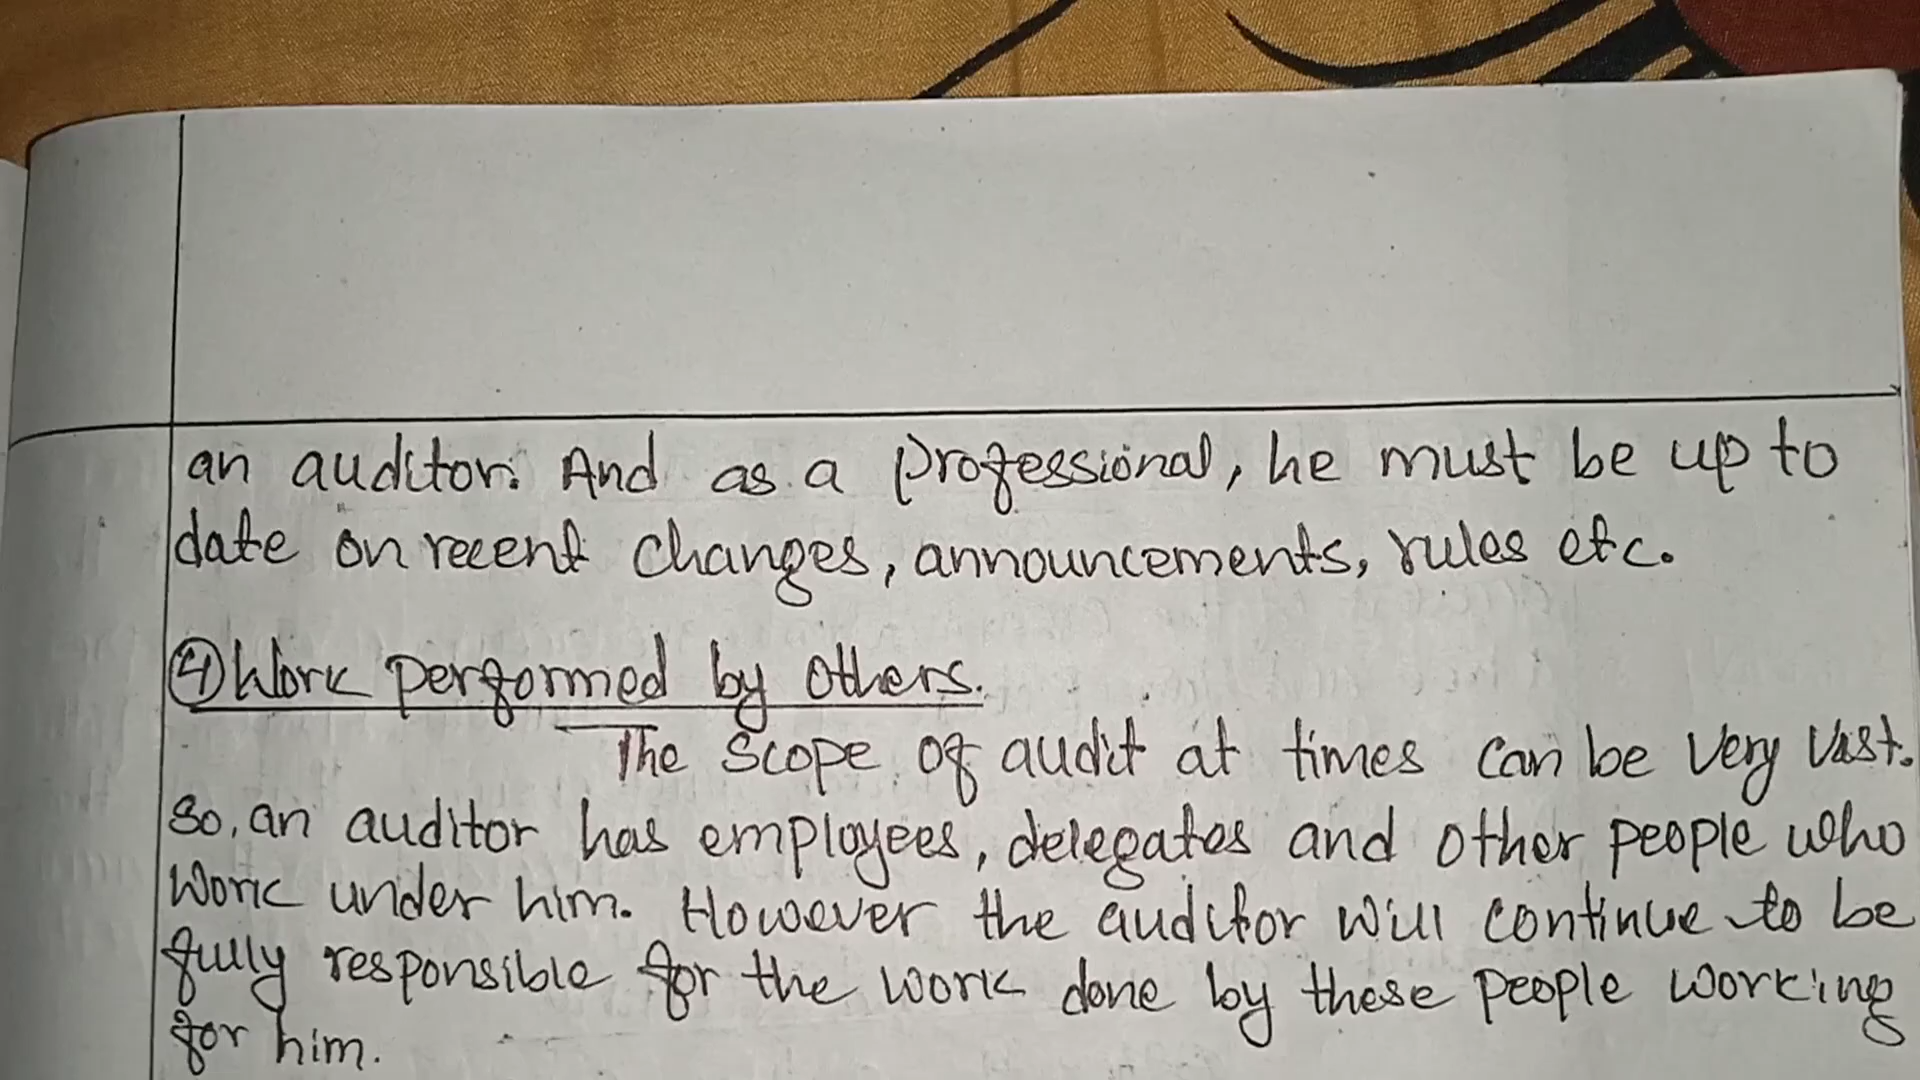 an auditor. And as a professional, he must be up to
date on recent changes, announcements, rules etc.
④ Work performed by others.
The scope of audit at times can be very vast.
So, an auditor has employees, delegates and other people who
work under him. However the auditor will continue to be
fully responsible for the work done by these people working
for him.